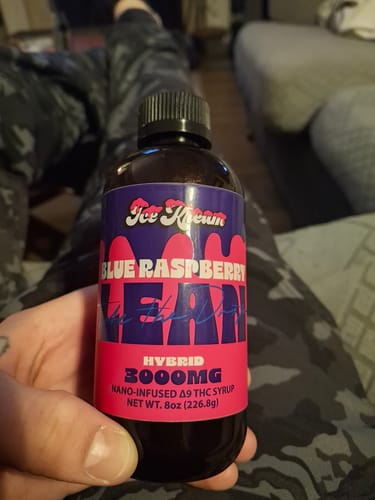 Ice Kream
BLUE RASPBERRY
LEAN
HYBRID
3000MG
NANO-INFUSED Δ9 THC SYRUP
NET WT. 8oz (226.8g)